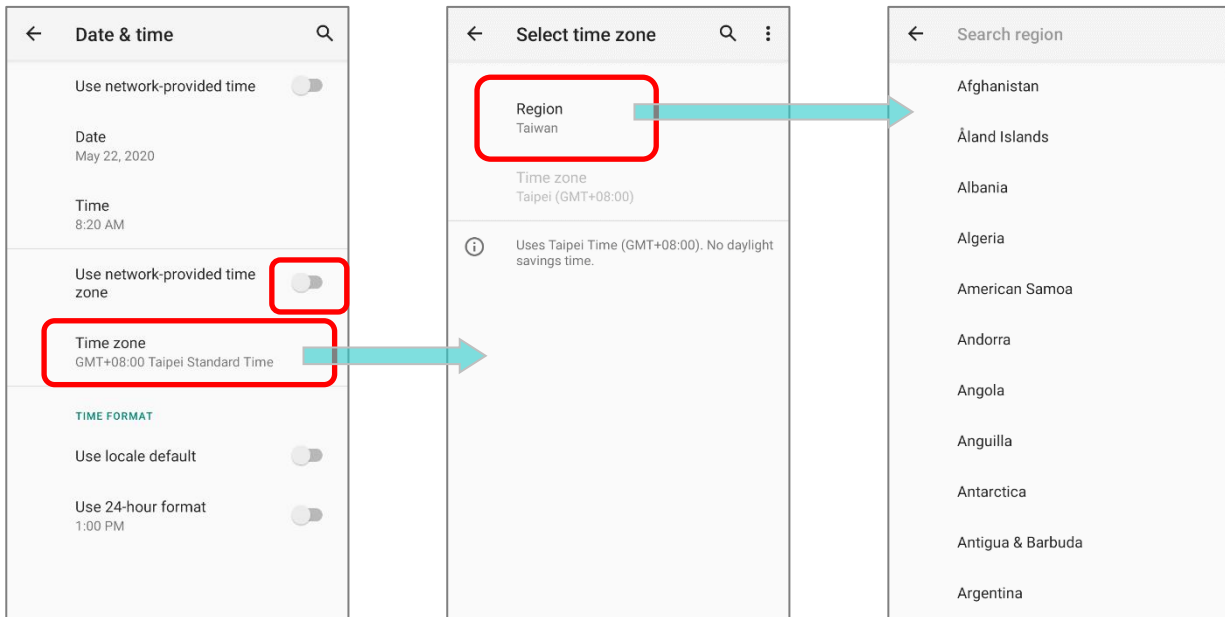 Date & time
Use network-provided time
Date
May 22, 2020
Time
8:20 AM
Use network-provided time
zone
Time zone
GMT+08:00 Taipei Standard Time
TIME FORMAT
Use locale default
Use 24-hour format
1:00 PM
Select time zone
Region
Taiwan
Time zone
Taipei (GMT+08:00)
Uses Taipei Time (GMT+08:00). No daylight
savings time.
Search region
Afghanistan
Åland Islands
Albania
Algeria
American Samoa
Andorra
Angola
Anguilla
Antarctica
Antigua & Barbuda
Argentina